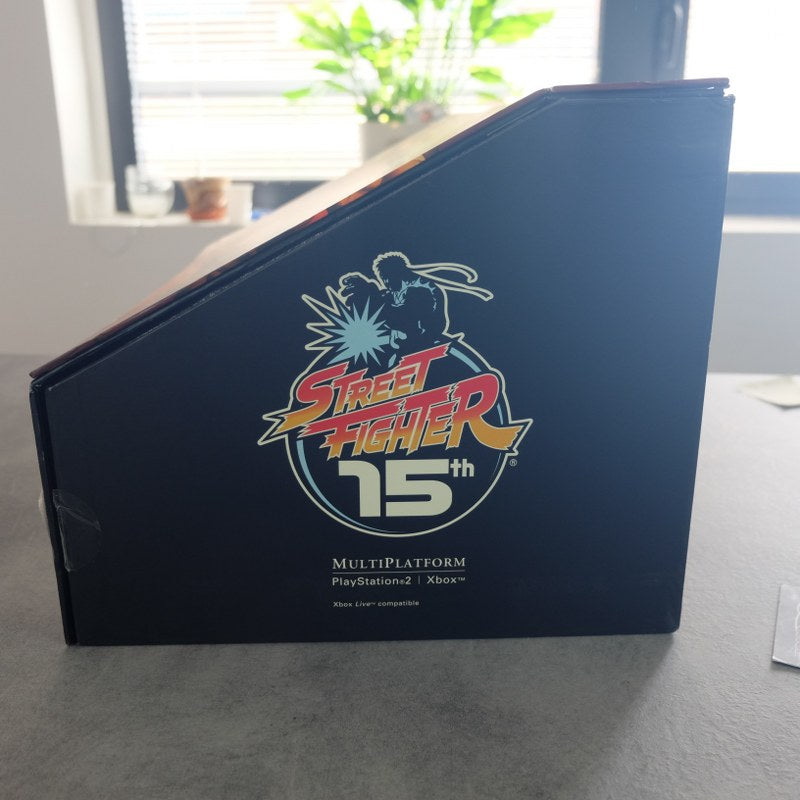 STREET
FIGHTER
®
15th
MULTIPLATFORM
PlayStation®2 | Xbox™
Xbox Live™ compatible